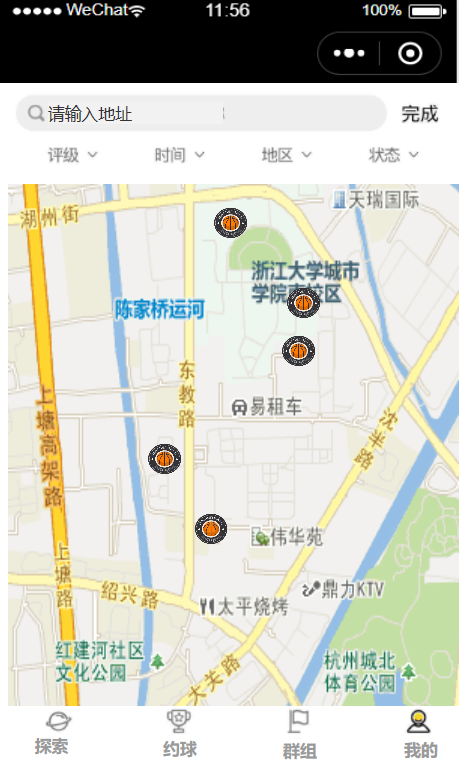 WeChat 11:56 100%
请输入地址 完成
评级 时间 地区 状态
天瑞国际
湖州街
浙江大学城市
学院南校区
陈家桥运河
东教路
易租车
沈半路
上塘高架路
伟华苑
上塘路
鼎力KTV
绍兴路
太平烧烤
红建河社区
文化公园
杭州城北
体育公园
大关路
探索 约球 群组 我的